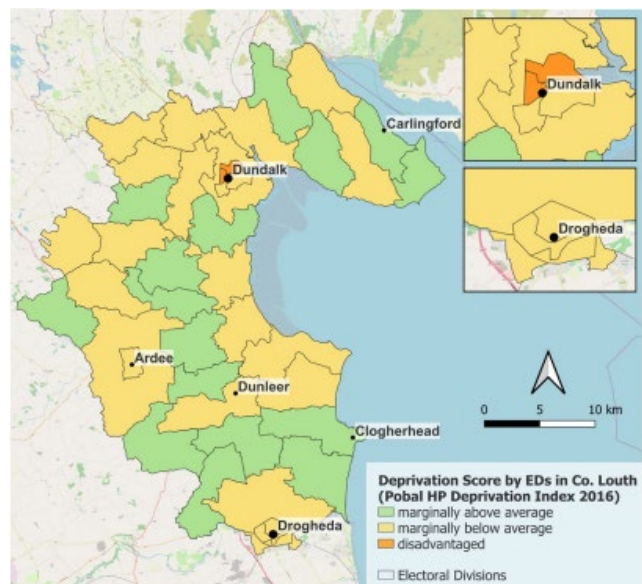 Dundalk
Carlingford
Drogheda
Dundalk
Ardee
Dunleer
Clogherhead
Drogheda
0 5 10 km
Deprivation Score by EDs in Co. Louth
(Pobal HP Deprivation Index 2016)
marginally above average
marginally below average
disadvantaged
Electoral Divisions